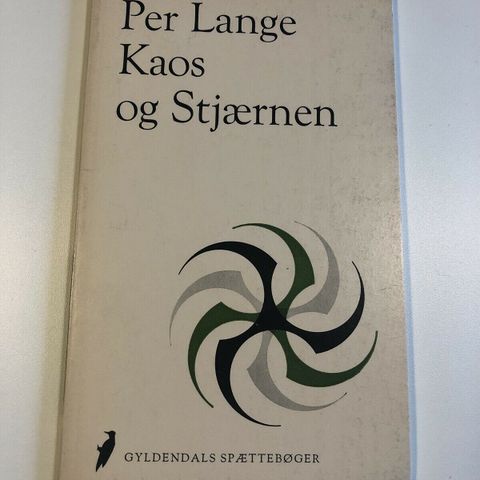 Per Lange
Kaos
og Stjærnen
GYLDENDALS SPÆTTEBØGER